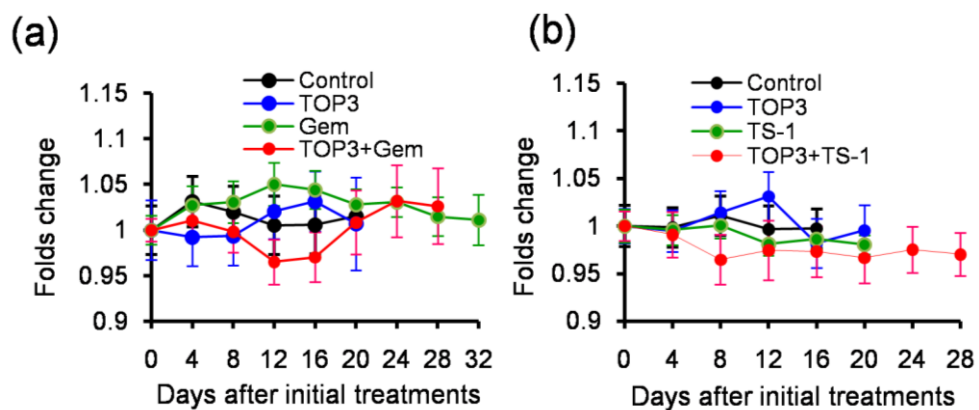 (a)
Control
TOP3
Gem
TOP3+Gem
1.15
1.1
1.05
1
0.95
0.9
Folds change
0 4 8 12 16 20 24 28 32
Days after initial treatments
(b)
Control
TOP3
TS-1
TOP3+TS-1
1.15
1.1
1.05
1
0.95
0.9
Folds change
0 4 8 12 16 20 24 28
Days after initial treatments